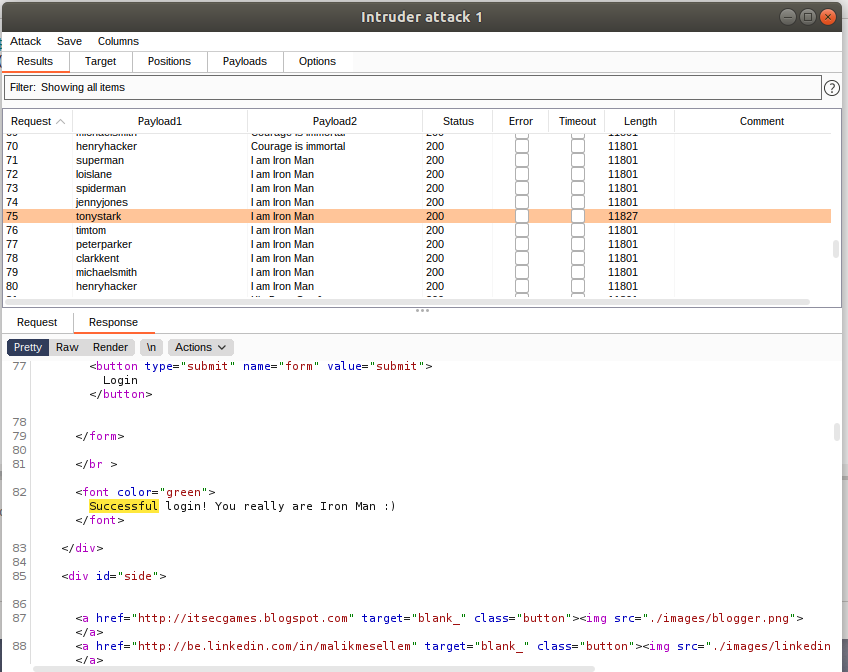 Intruder attack 1
Attack Save Columns
Results Target Positions Payloads Options
Filter: Showing all items
?
Request Payload1 Payload2 Status Error Timeout Length Comment
69 michaelsmith Courage is immortal 200 11801
70 henryhacker Courage is immortal 200 11801
71 superman I am Iron Man 200 11801
72 loislane I am Iron Man 200 11801
73 spiderman I am Iron Man 200 11801
74 jennyjones I am Iron Man 200 11801
75 tonystark I am Iron Man 200 11827
76 timtom I am Iron Man 200 11801
77 peterparker I am Iron Man 200 11801
78 clarkkent I am Iron Man 200 11801
79 michaelsmith I am Iron Man 200 11801
80 henryhacker I am Iron Man 200 11801
Request Response
Pretty Raw Render \n Actions
77 <button type="submit" name="form" value="submit">
Login
</button>
78
79 </form>
80
81 </br >
82 <font color="green">
Successful login! You really are Iron Man :)
</font>
83 </div>
84
85 <div id="side">
86
87 <a href="http://itsecgames.blogspot.com" target="blank_" class="button"><img src="./images/blogger.png">
</a>
88 <a href="http://be.linkedin.com/in/malikmesellem" target="blank_" class="button"><img src="./images/linkedin
</a>